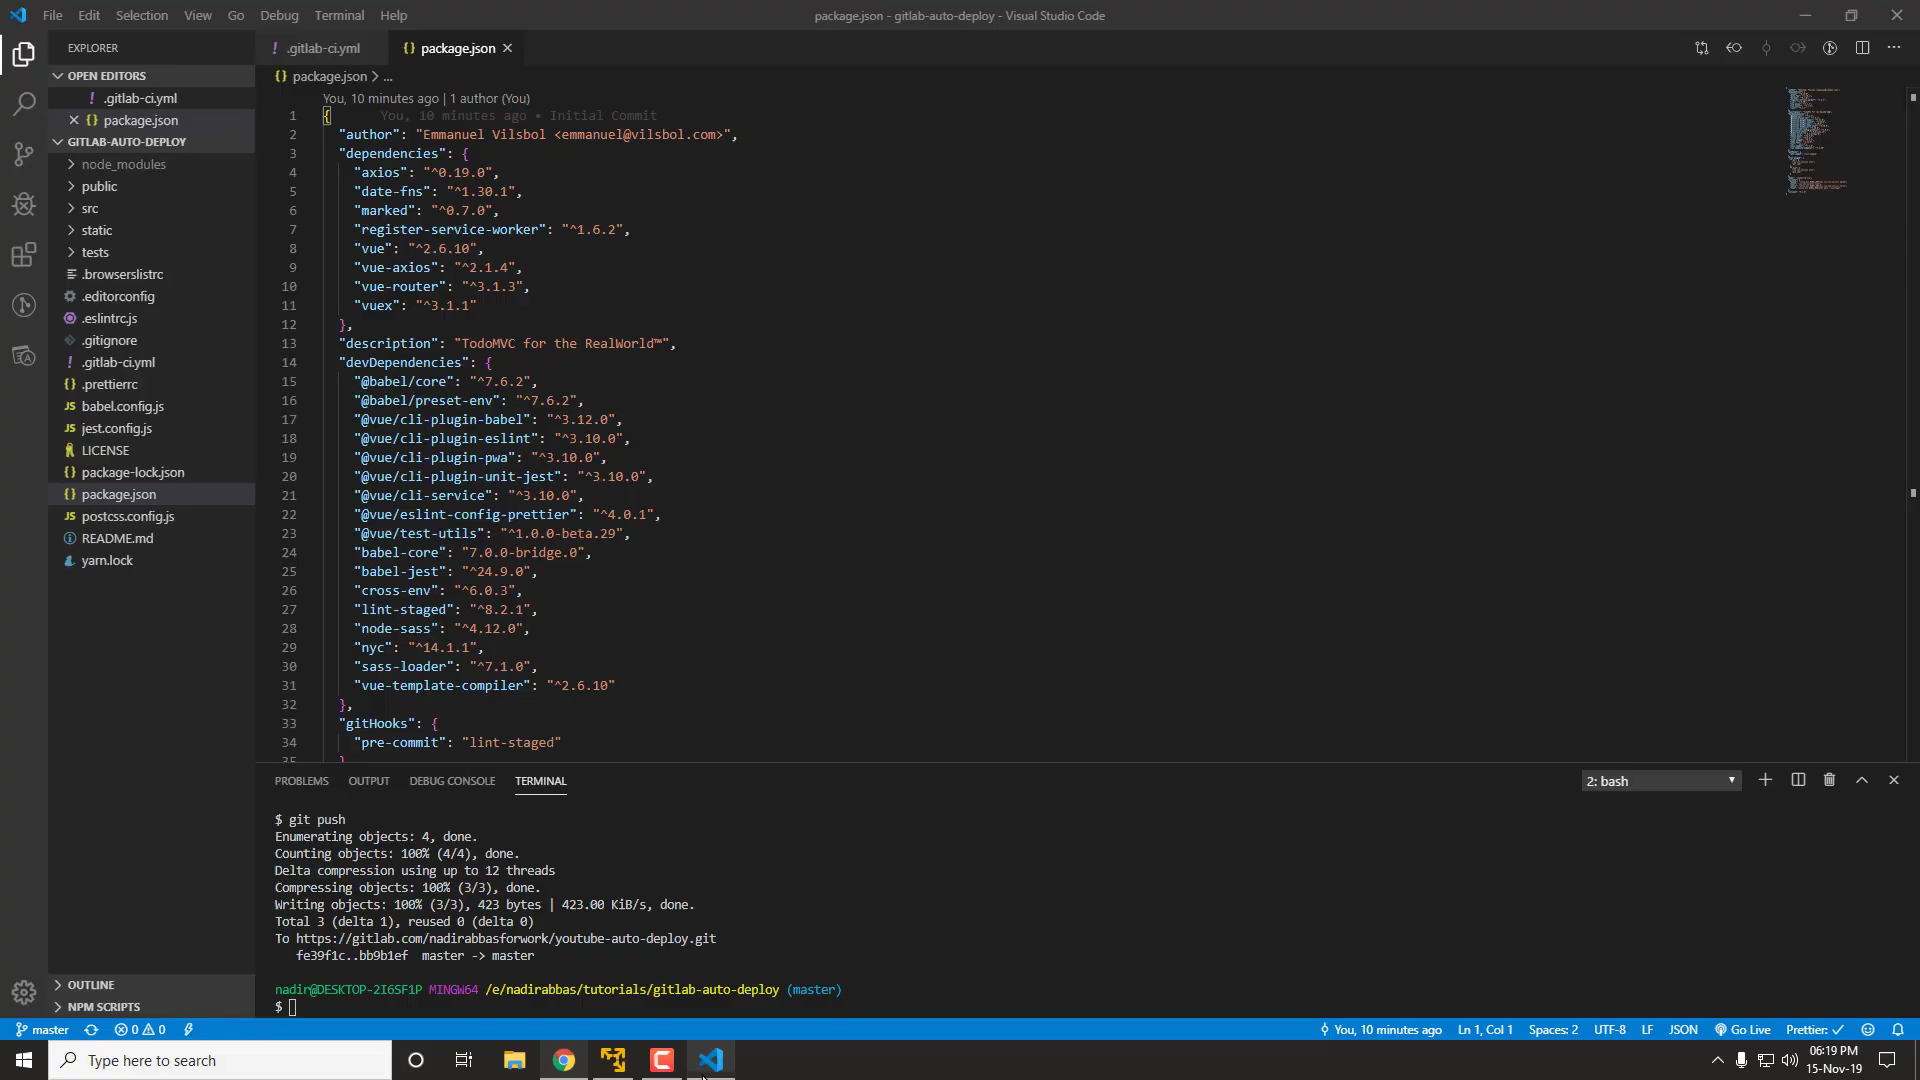 File Edit Selection View Go Debug Terminal Help
package.json - gitlab-auto-deploy - Visual Studio Code
EXPLORER
OPEN EDITORS
! .gitlab-ci.yml
{} package.json
GITLAB-AUTO-DEPLOY
node_modules
public
src
static
tests
.browserslistrc
.editorconfig
.eslintrc.js
.gitignore
! .gitlab-ci.yml
{} .prettierrc
JS babel.config.js
JS jest.config.js
LICENSE
{} package-lock.json
{} package.json
JS postcss.config.js
README.md
yarn.lock
OUTLINE
NPM SCRIPTS
! .gitlab-ci.yml
{} package.json
{} package.json > ...
You, 10 minutes ago | 1 author (You)
1 { You, 10 minutes ago • Initial Commit
2 "author": "Emmanuel Vilsbol <emmanuel@vilsbol.com>",
3 "dependencies": {
4 "axios": "^0.19.0",
5 "date-fns": "^1.30.1",
6 "marked": "^0.7.0",
7 "register-service-worker": "^1.6.2",
8 "vue": "^2.6.10",
9 "vue-axios": "^2.1.4",
10 "vue-router": "^3.1.3",
11 "vuex": "^3.1.1"
12 },
13 "description": "TodoMVC for the RealWorld™",
14 "devDependencies": {
15 "@babel/core": "^7.6.2",
16 "@babel/preset-env": "^7.6.2",
17 "@vue/cli-plugin-babel": "^3.12.0",
18 "@vue/cli-plugin-eslint": "^3.10.0",
19 "@vue/cli-plugin-pwa": "^3.10.0",
20 "@vue/cli-plugin-unit-jest": "^3.10.0",
21 "@vue/cli-service": "^3.10.0",
22 "@vue/eslint-config-prettier": "^4.0.1",
23 "@vue/test-utils": "^1.0.0-beta.29",
24 "babel-core": "7.0.0-bridge.0",
25 "babel-jest": "^24.9.0",
26 "cross-env": "^6.0.3",
27 "lint-staged": "^8.2.1",
28 "node-sass": "^4.12.0",
29 "nyc": "^14.1.1",
30 "sass-loader": "^7.1.0",
31 "vue-template-compiler": "^2.6.10"
32 },
33 "gitHooks": {
34 "pre-commit": "lint-staged"
35 }
PROBLEMS OUTPUT DEBUG CONSOLE TERMINAL
2: bash
$ git push
Enumerating objects: 4, done.
Counting objects: 100% (4/4), done.
Delta compression using up to 12 threads
Compressing objects: 100% (3/3), done.
Writing objects: 100% (3/3), 423 bytes | 423.00 KiB/s, done.
Total 3 (delta 1), reused 0 (delta 0)
To https://gitlab.com/nadirabbasforwork/youtube-auto-deploy.git
fe39f1c..bb9b1ef master -> master
nadir@DESKTOP-2I6SF1P MINGW64 /e/nadirabbas/tutorials/gitlab-auto-deploy (master)
$
master 0 0
You, 10 minutes ago Ln 1, Col 1 Spaces: 2 UTF-8 LF JSON Go Live Prettier: ✓
Type here to search
06:19 PM
15-Nov-19